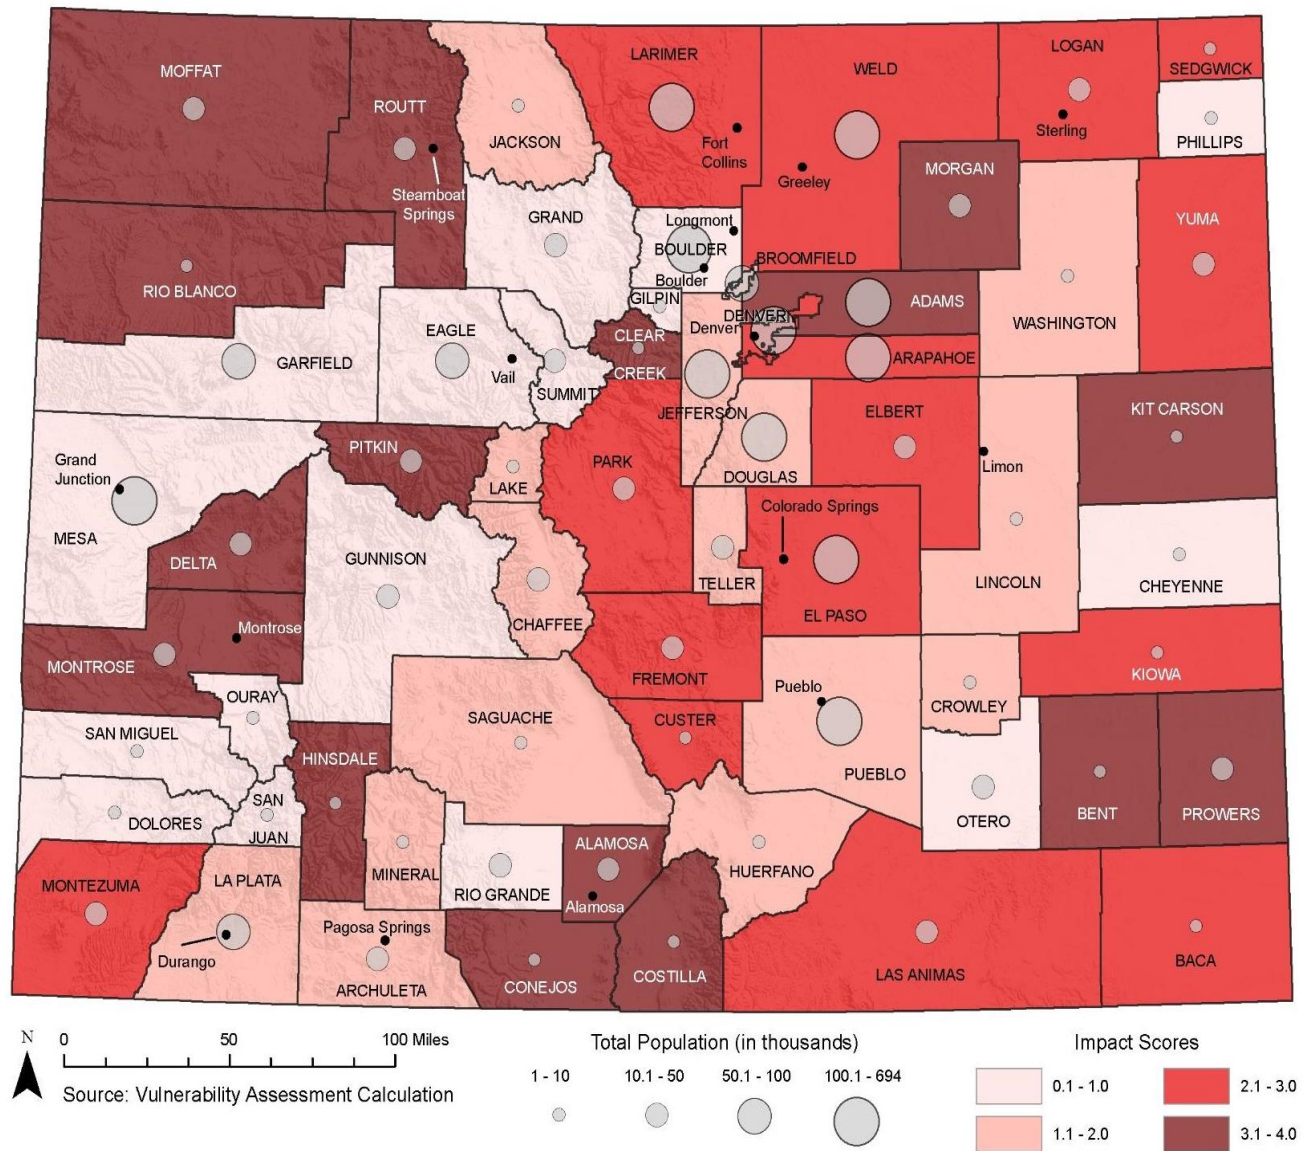 MOFFAT
ROUTT
Steamboat
Springs
JACKSON
LARIMER
Fort
Collins
WELD
Greeley
LOGAN
Sterling
SEDGWICK
PHILLIPS
MORGAN
YUMA
WASHINGTON
RIO BLANCO
GRAND
Longmont
BOULDER
Boulder
BROOMFIELD
GILPIN
ADAMS
DENVER
Denver
ARAPAHOE
CLEAR
CREEK
GARFIELD
EAGLE
Vail
SUMMIT
JEFFERSON
DOUGLAS
ELBERT
Limon
KIT CARSON
PITKIN
LAKE
PARK
Grand
Junction
MESA
DELTA
GUNNISON
CHAFFEE
TELLER
Colorado Springs
EL PASO
LINCOLN
CHEYENNE
Montrose
MONTROSE
OURAY
SAN MIGUEL
SAGUACHE
FREMONT
CUSTER
Pueblo
PUEBLO
CROWLEY
KIOWA
OTERO
BENT
PROWERS
HINSDALE
DOLORES
SAN
JUAN
MINERAL
RIO GRANDE
ALAMOSA
Alamosa
HUERFANO
MONTEZUMA
LA PLATA
Durango
Pagosa Springs
ARCHULETA
CONEJOS
COSTILLA
LAS ANIMAS
BACA
N
0 50 100 Miles
Source: Vulnerability Assessment Calculation
Total Population (in thousands)
1 - 10 10.1 - 50 50.1 - 100 100.1 - 694
Impact Scores
0.1 - 1.0 2.1 - 3.0
1.1 - 2.0 3.1 - 4.0